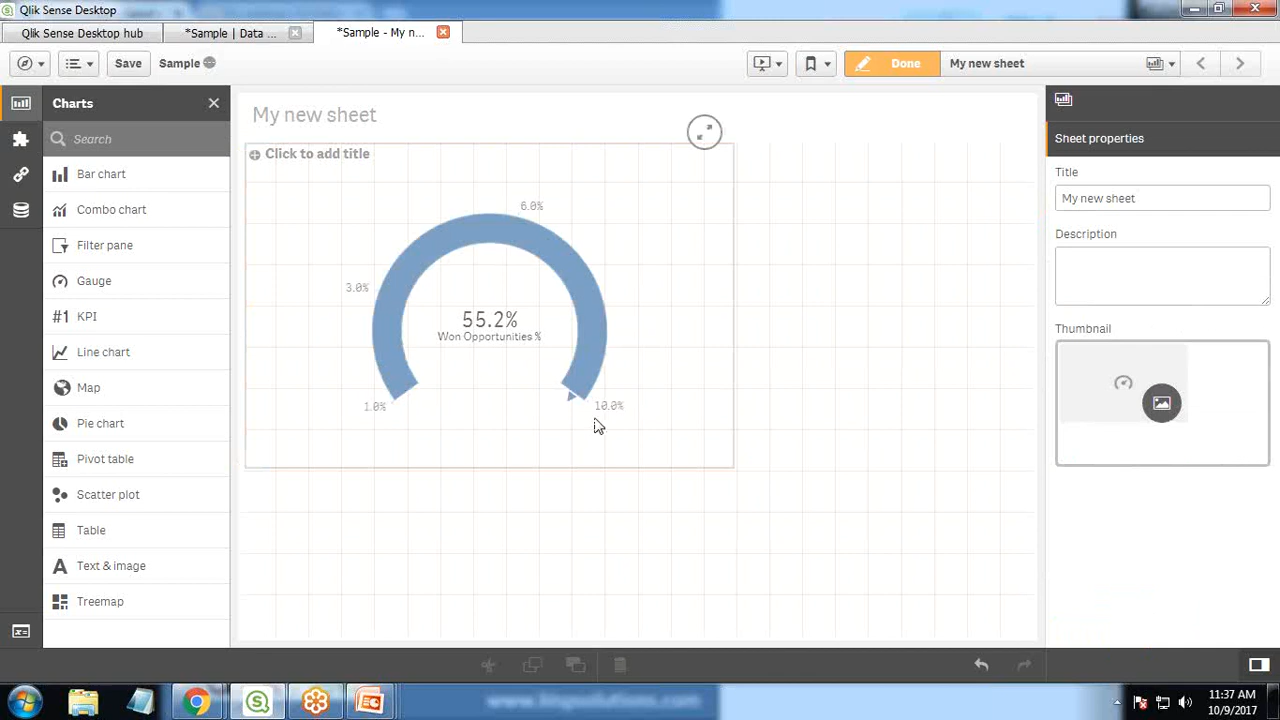 Qlik Sense Desktop
Qlik Sense Desktop hub
*Sample | Data ...
*Sample - My n...
Save
Sample
Done
My new sheet
Charts
Search
Bar chart
Combo chart
Filter pane
Gauge
#1 KPI
Line chart
Map
Pie chart
Pivot table
Scatter plot
Table
A Text & image
Treemap
My new sheet
Click to add title
6.0%
3.0%
55.2%
Won Opportunities %
1.0%
10.0%
Sheet properties
Title
My new sheet
Description
Thumbnail
11:37 AM
10/9/2017